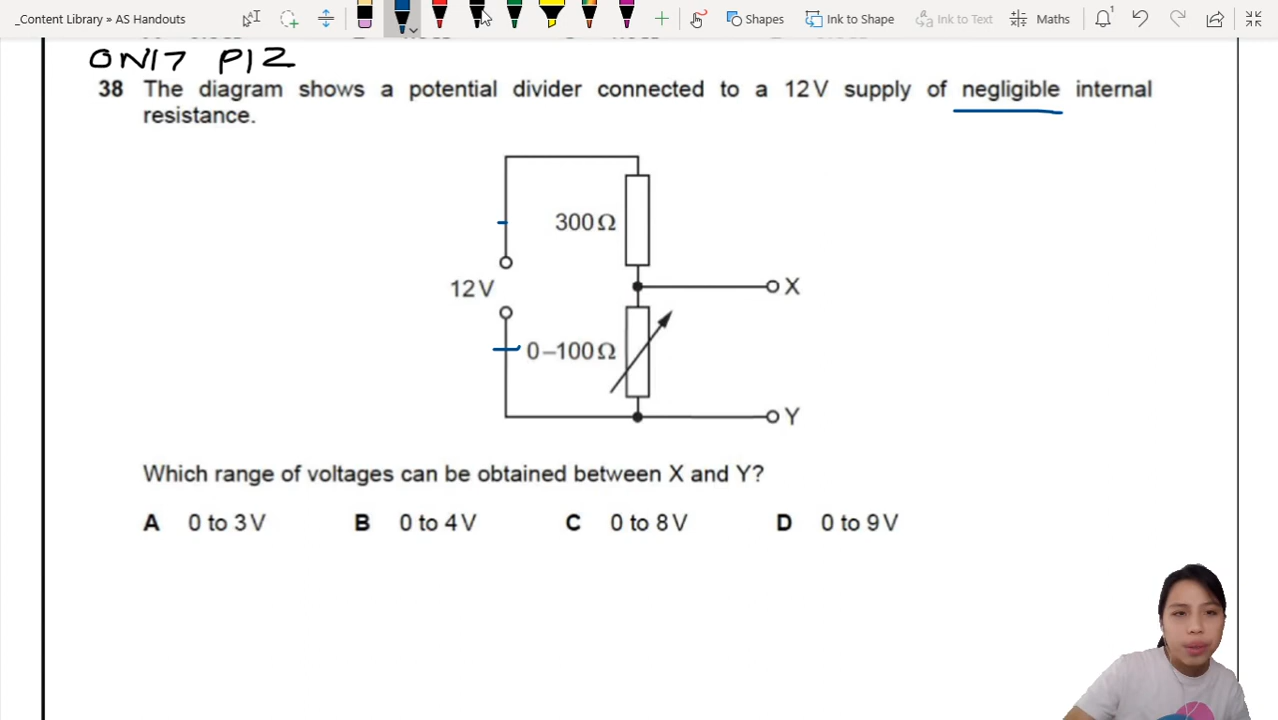 _Content Library » AS Handouts
Shapes
Ink to Shape
Ink to Text
Maths
ON17 P12
38 The diagram shows a potential divider connected to a 12 V supply of negligible internal
resistance.
300 Ω
X
12 V
0–100 Ω
Y
Which range of voltages can be obtained between X and Y?
A 0 to 3 V B 0 to 4 V C 0 to 8 V D 0 to 9 V